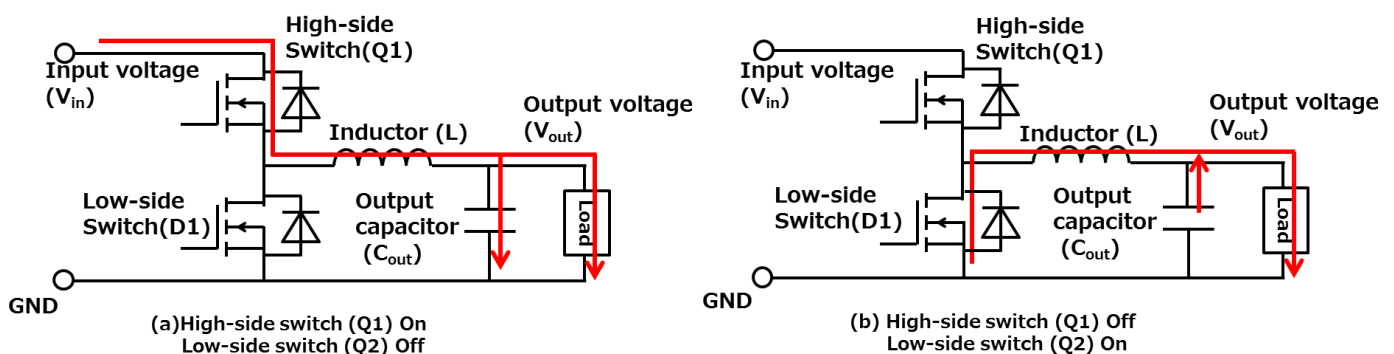 High-side
Switch(Q1)
Input voltage
(Vin)
Output voltage
(Vout)
Inductor (L)
Low-side
Switch(D1)
Output
capacitor
(Cout)
Load
GND
(a)High-side switch (Q1) On
Low-side switch (Q2) Off
High-side
Switch(Q1)
Input voltage
(Vin)
Output voltage
(Vout)
Inductor (L)
Low-side
Switch(D1)
Output
capacitor
(Cout)
Load
GND
(b) High-side switch (Q1) Off
Low-side switch (Q2) On